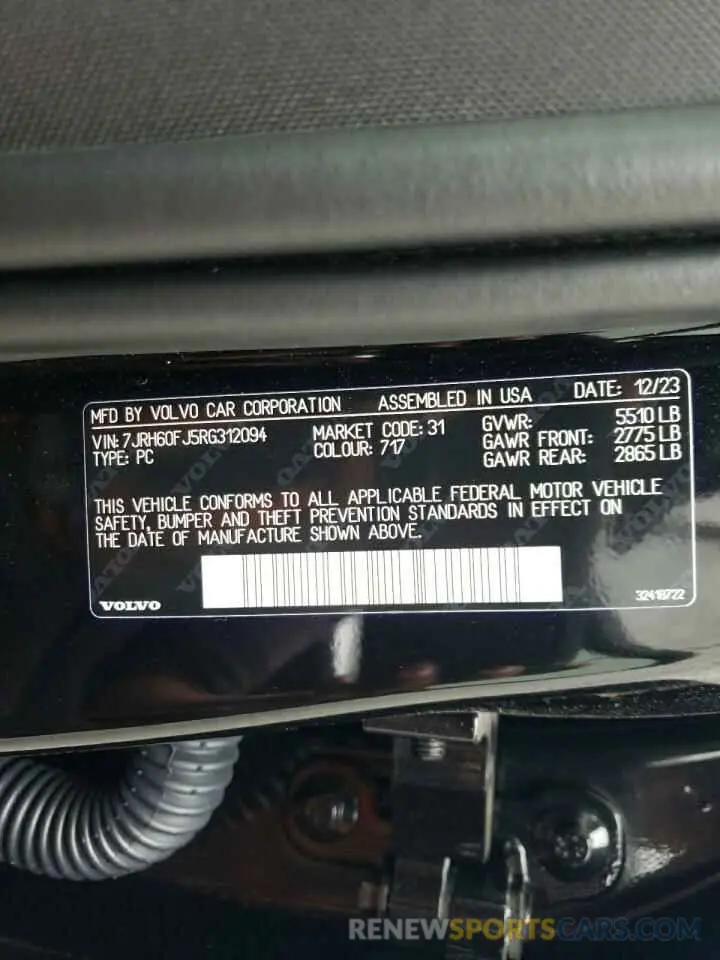 MFD BY VOLVO CAR CORPORATION ASSEMBLED IN USA DATE: 12/23
VIN: 7JRH60FJ5RG312094 MARKET CODE: 31 GVWR: 5510 LB
TYPE: PC COLOUR: 717 GAWR FRONT: 2775 LB
GAWR REAR: 2865 LB
THIS VEHICLE CONFORMS TO ALL APPLICABLE FEDERAL MOTOR VEHICLE
SAFETY, BUMPER AND THEFT PREVENTION STANDARDS IN EFFECT ON
THE DATE OF MANUFACTURE SHOWN ABOVE.
VOLVO
RENEWSPORTSCARS.COM